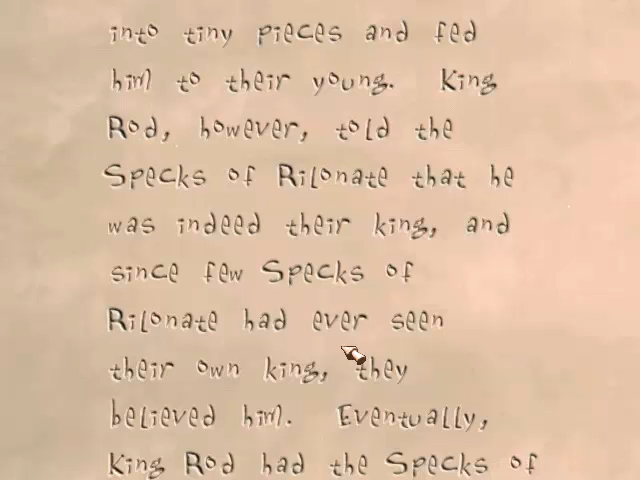 into tiny pieces and fed
him to their young. King
Rod, however, told the
Specks of Rilonate that he
was indeed their king, and
since few Specks of
Rilonate had ever seen
their own king, they
believed him. Eventually,
King Rod had the Specks of